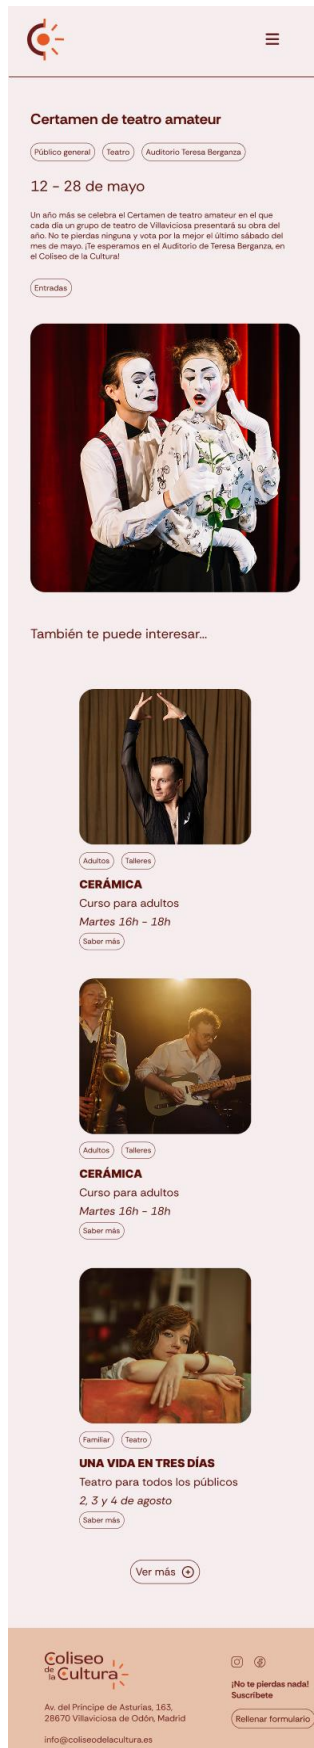 Certamen de teatro amateur
Público general Teatro Auditorio Teresa Berganza
12 - 28 de mayo
Un año más se celebra el Certamen de teatro amateur en el que
cada día un grupo de teatro de Villaviciosa presentará su obra del
año. No te pierdas ninguna y vota por la mejor el último sábado del
mes de mayo. ¡Te esperamos en el Auditorio de Teresa Berganza, en
el Coliseo de la Cultura!
Entradas
También te puede interesar...
Adultos Talleres
CERÁMICA
Curso para adultos
Martes 16h - 18h
Saber más
Adultos Talleres
CERÁMICA
Curso para adultos
Martes 16h - 18h
Saber más
Familiar Teatro
UNA VIDA EN TRES DÍAS
Teatro para todos los públicos
2, 3 y 4 de agosto
Saber más
Ver más
Coliseo
de la Cultura
Av. del Príncipe de Asturias, 163,
28670 Villaviciosa de Odón, Madrid
info@coliseodelacultura.es
¡No te pierdas nada!
Suscríbete
Rellenar formulario